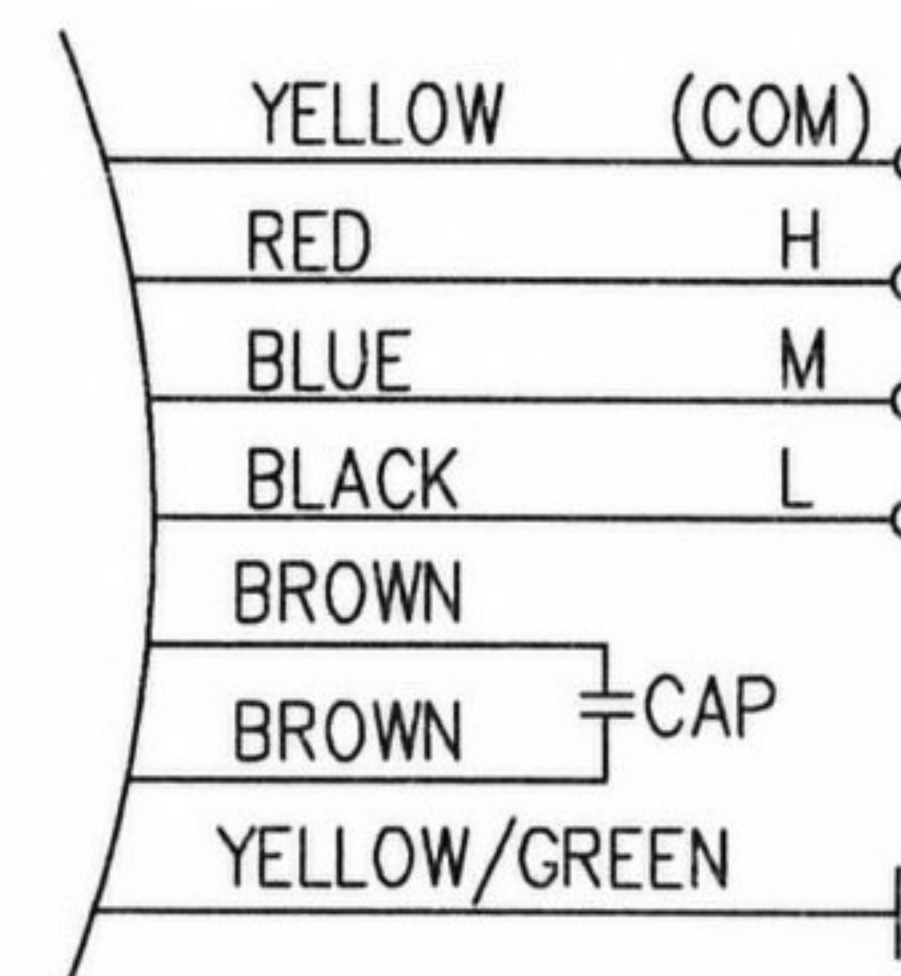 YELLOW (COM)
RED H
BLUE M
BLACK L
BROWN
CAP
BROWN
YELLOW/GREEN